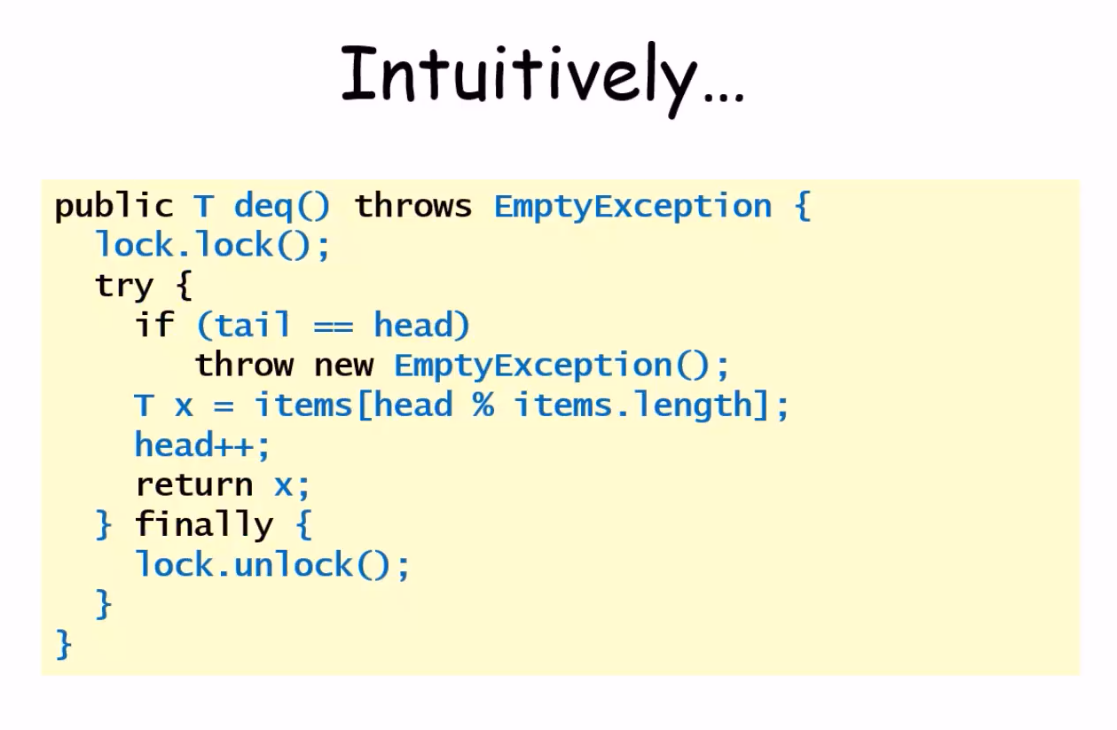 Intuitively...
public T deq() throws EmptyException {
  lock.lock();
  try {
    if (tail == head)
       throw new EmptyException();
    T x = items[head % items.length];
    head++;
    return x;
  } finally {
    lock.unlock();
  }
}